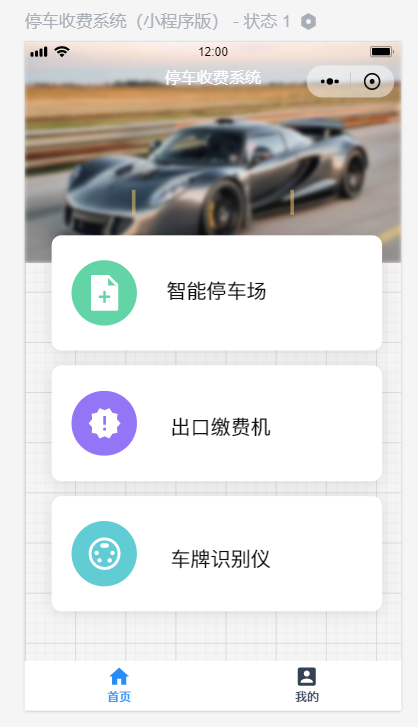 停车收费系统（小程序版） - 状态 1
12:00
停车收费系统
智能停车场
出口缴费机
车牌识别仪
首页
我的